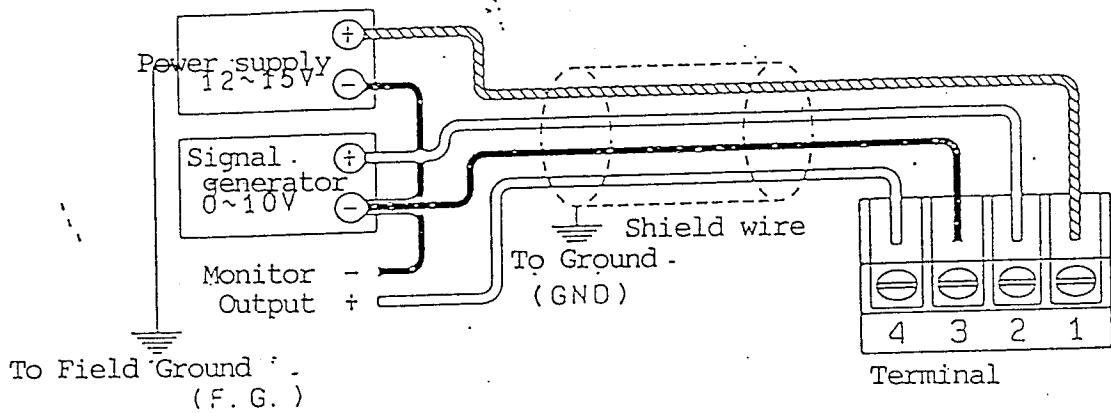 +
Power supply
12~15V
-
Signal
generator
+
0~10V
-
Shield wire
Monitor -
Output +
To Ground
(GND)
4 3 2 1
Terminal
To Field Ground
(F.G.)